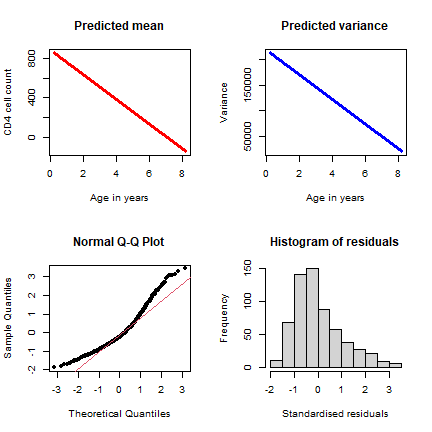 Predicted mean
CD4 cell count
0 400 800
0 2 4 6 8
Age in years
Predicted variance
Variance
50000 150000
0 2 4 6 8
Age in years
Normal Q-Q Plot
Sample Quantiles
-2 -1 0 1 2 3
-3 -2 -1 0 1 2 3
Theoretical Quantiles
Histogram of residuals
Frequency
0 50 100 150
-2 -1 0 1 2 3
Standardised residuals